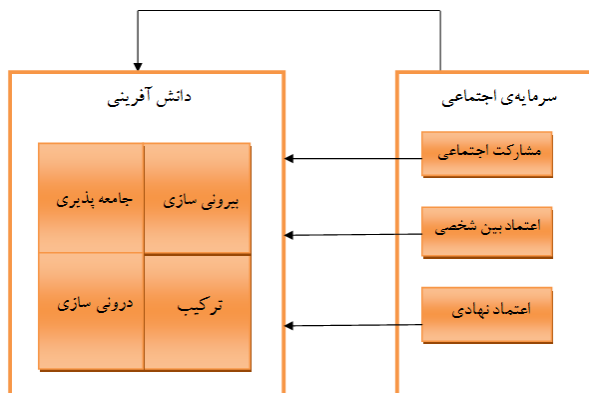 سرمایه‌ی اجتماعی
مشارکت اجتماعی
اعتماد بین شخصی
اعتماد نهادی
دانش آفرینی
بیرونی سازی
جامعه پذیری
ترکیب
درونی سازی